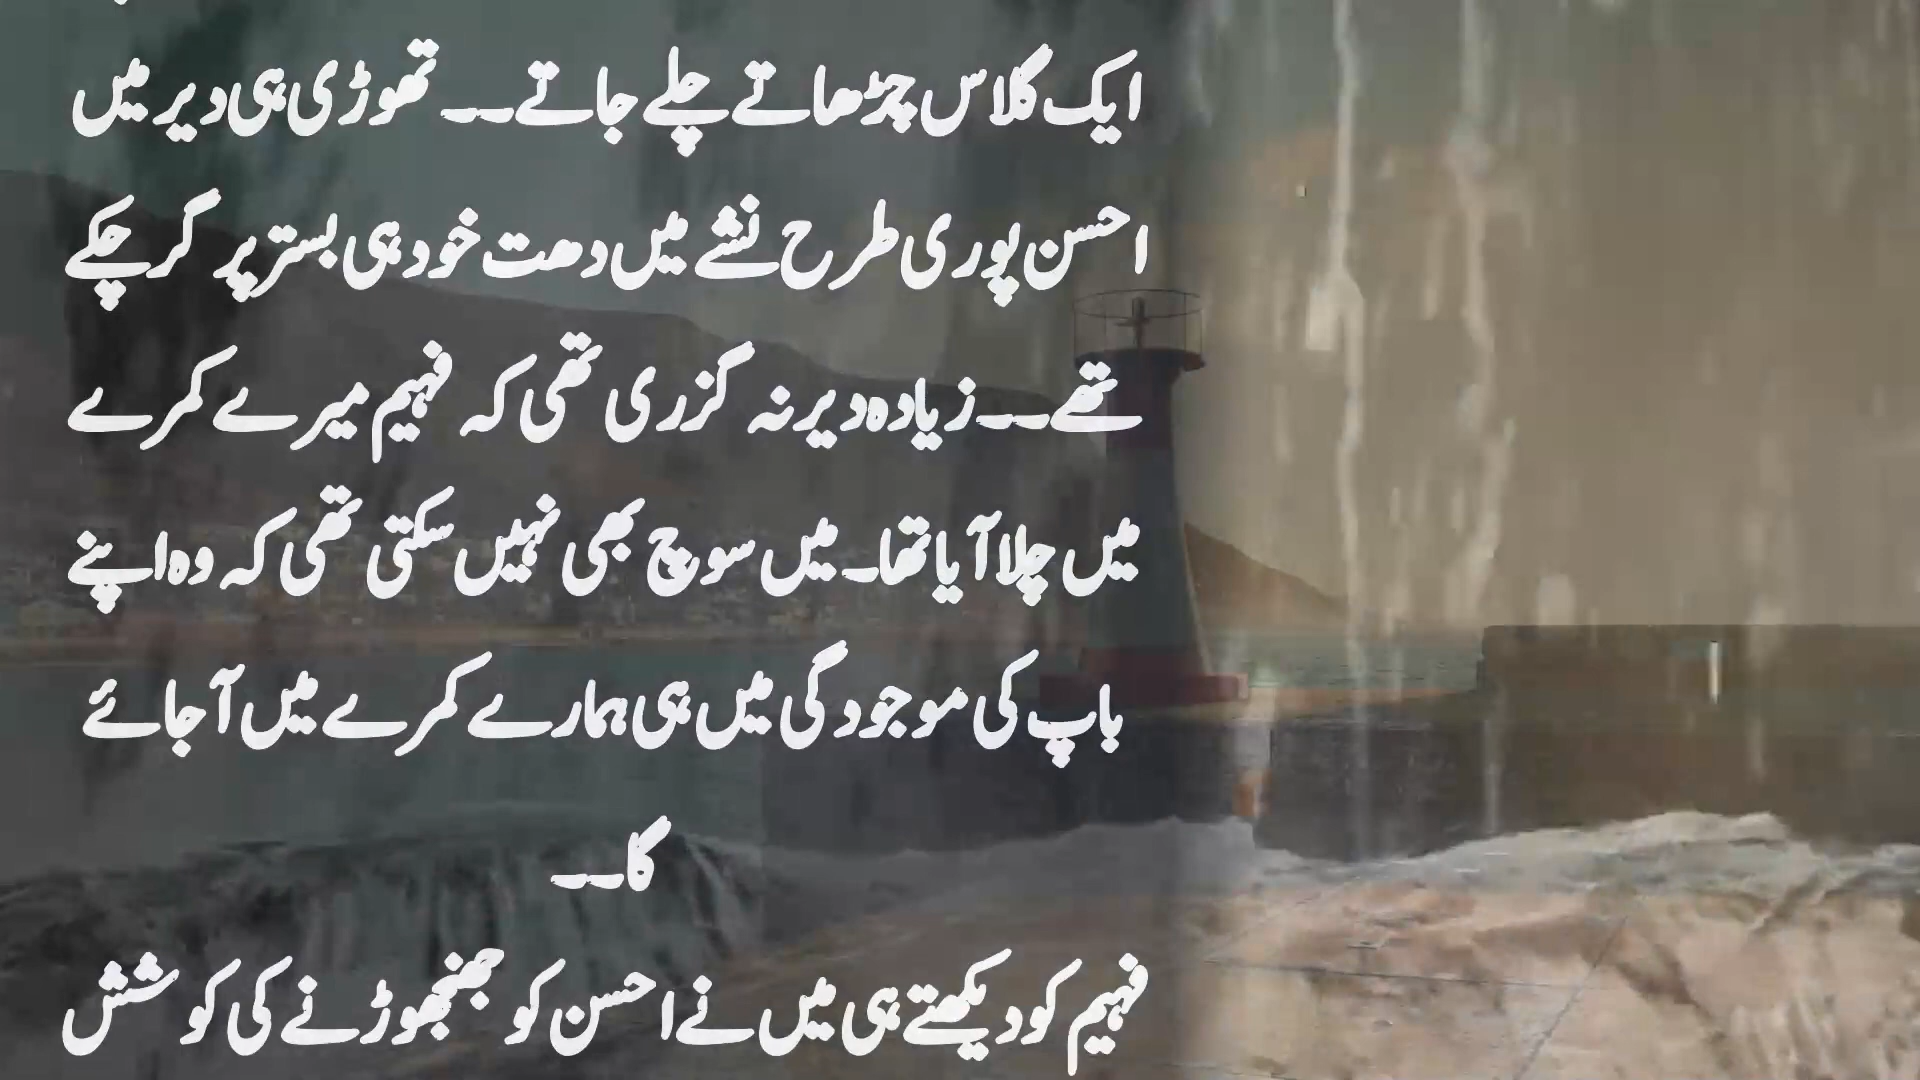 ایک گلاس چڑھاتے چلے جاتے۔۔ تھوڑی ہی دیر میں
احسن پوری طرح نشے میں دھت خود ہی بستر پر گر چکے
تھے۔۔ زیادہ دیر نہ گزری تھی کہ فہیم میرے کمرے
میں چلا آیا تھا۔ میں سوچ بھی نہیں سکتی تھی کہ وہ اپنے
باپ کی موجودگی میں ہی ہمارے کمرے میں آ جائے
گا۔۔
فہیم کو دیکھتے ہی میں نے احسن کو جھنجھوڑنے کی کوشش